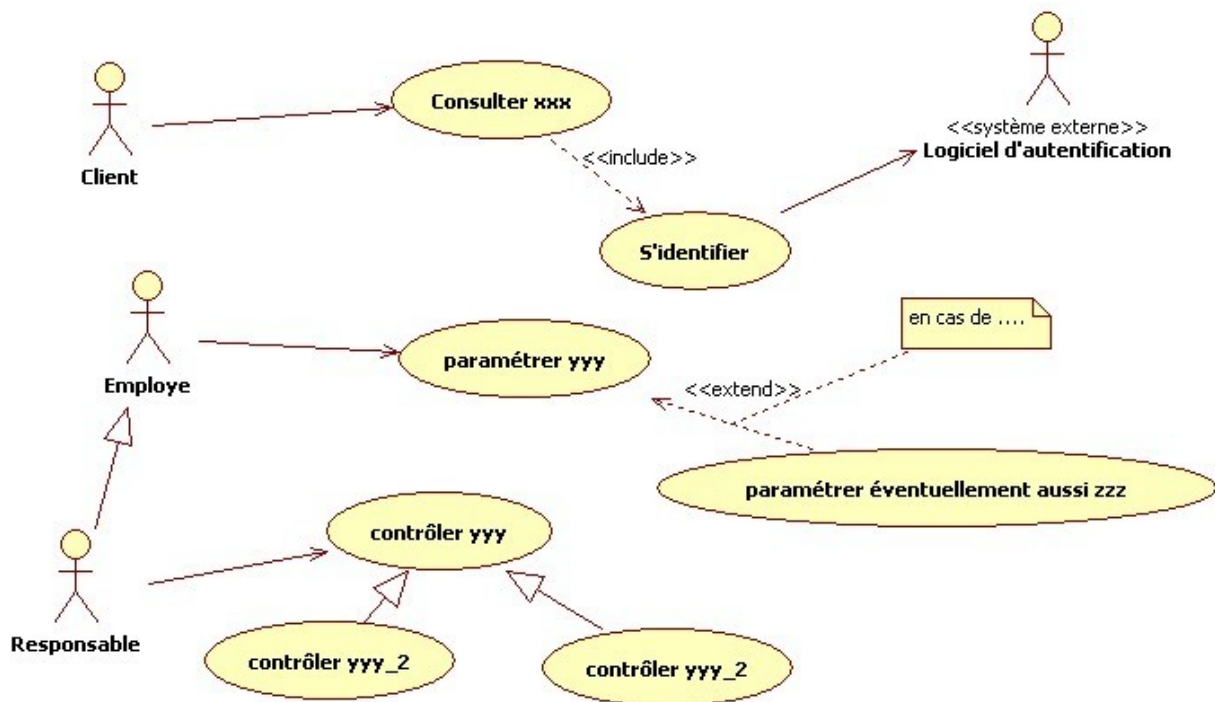 Consulter xxx
<<système externe>>
Logiciel d'autentification
Client
<<include>>
S'identifier
en cas de ....
paramétrer yyy
Employe
<<extend>>
paramétrer éventuellement aussi zzz
contrôler yyy
Responsable
contrôler yyy_2
contrôler yyy_2